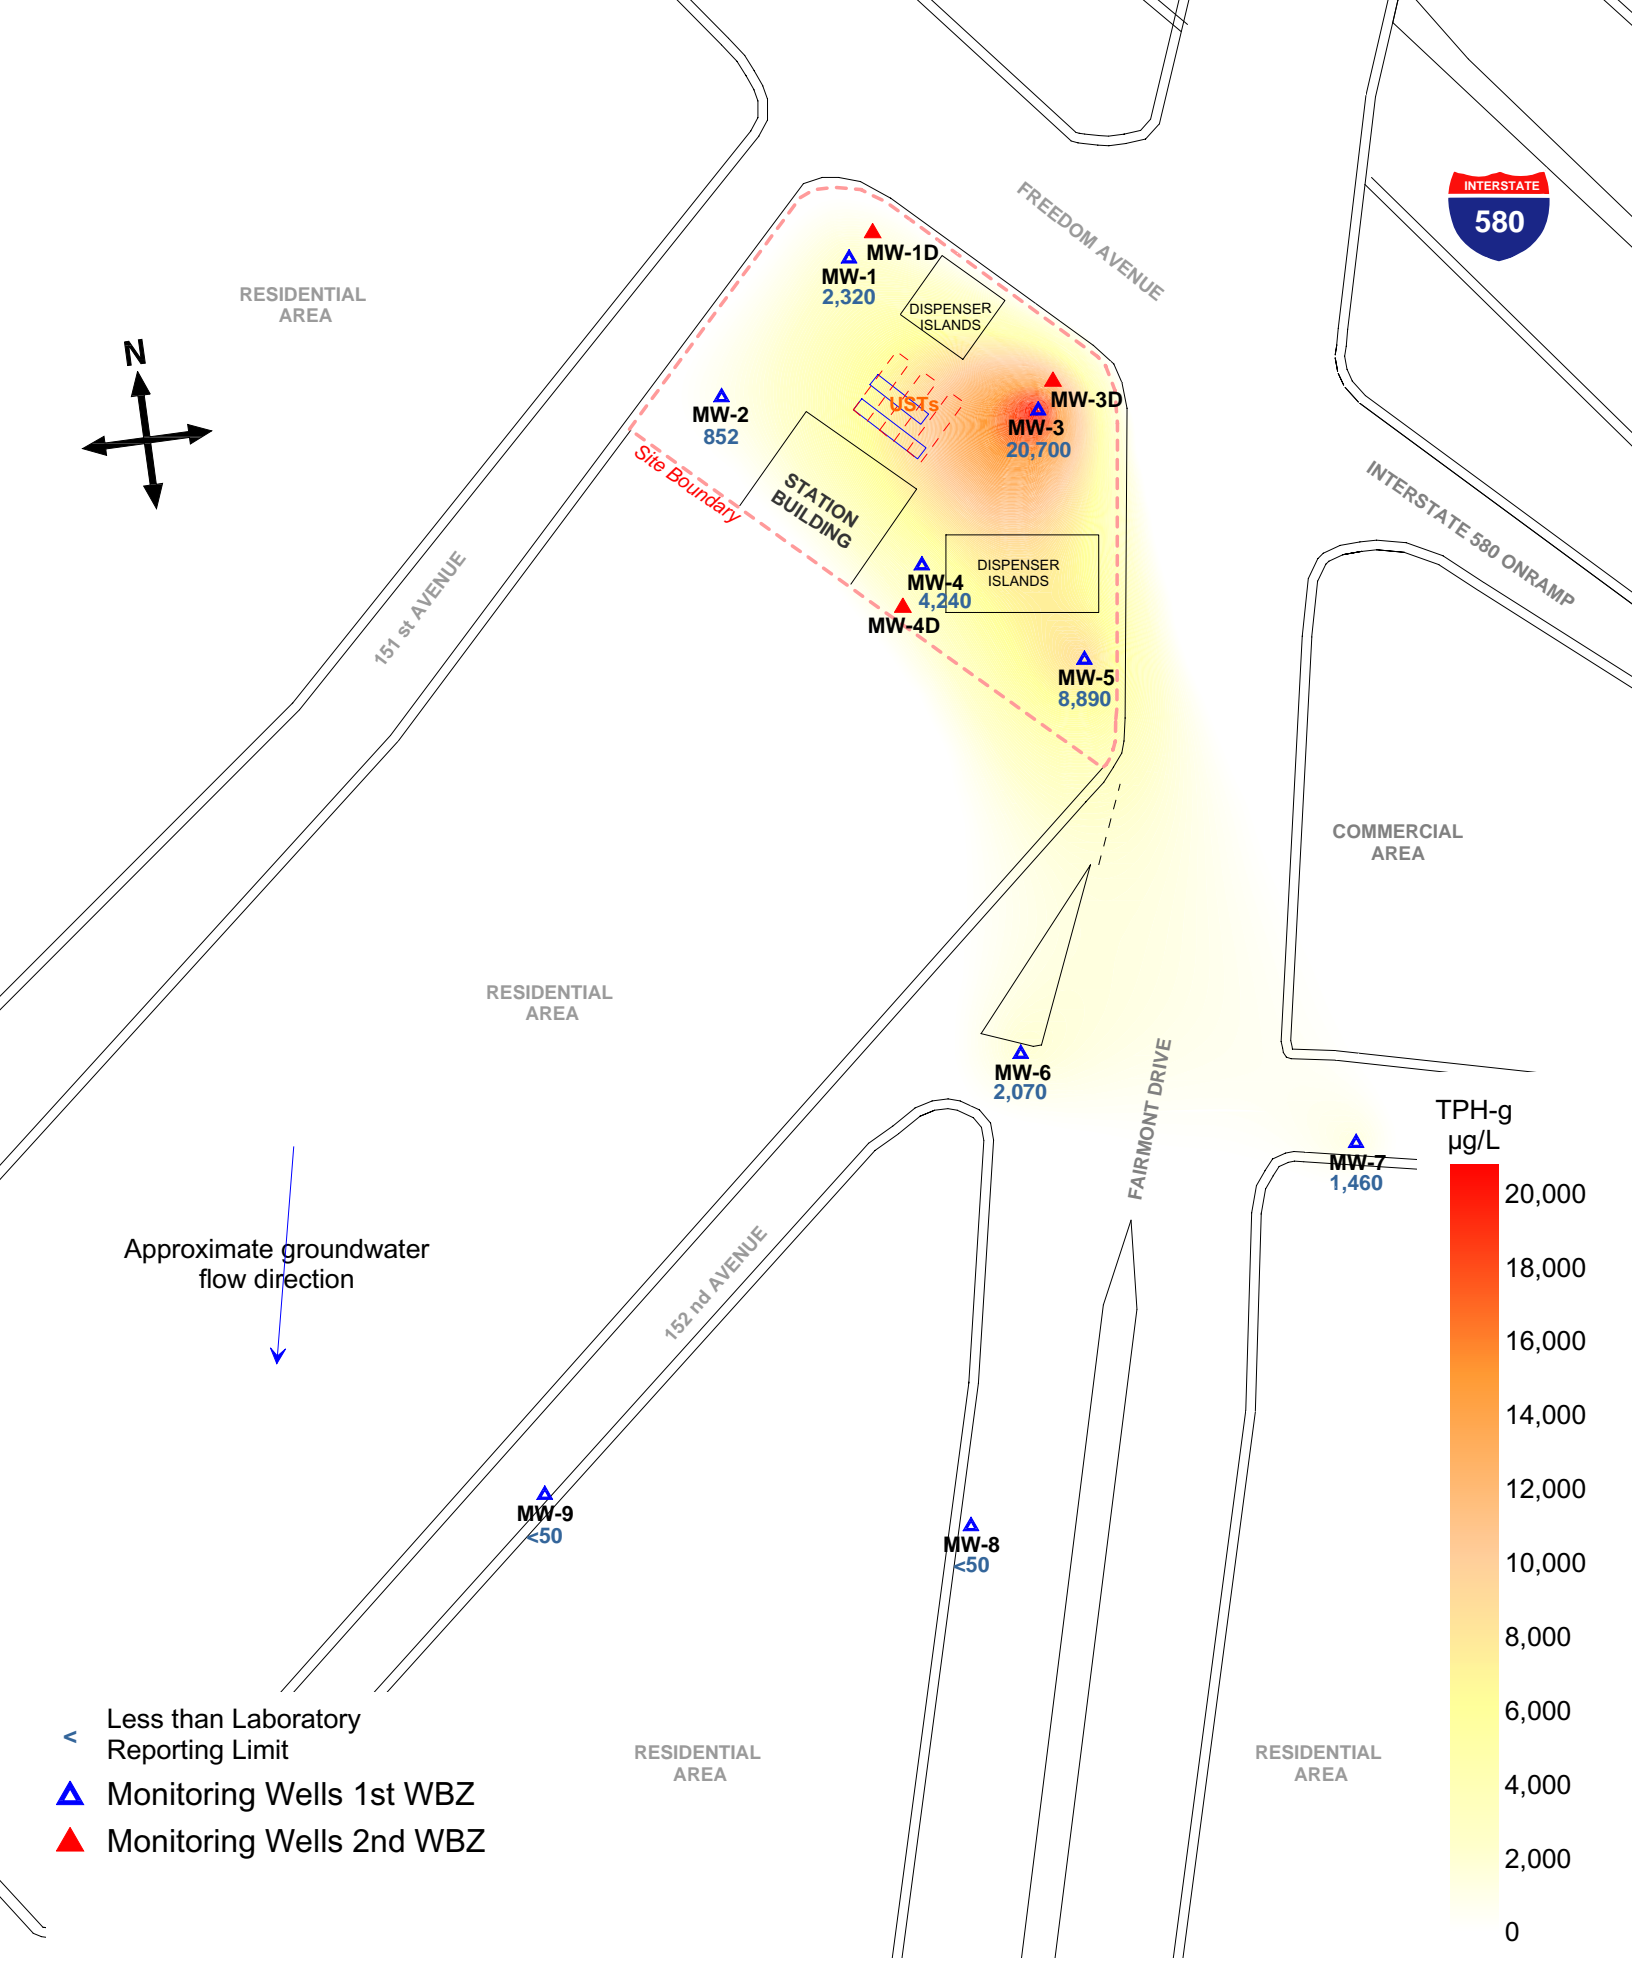 INTERSTATE
580
FREEDOM AVENUE
MW-1D
MW-1
2,320
RESIDENTIAL
AREA
DISPENSER
ISLANDS
N
MW-3D
USTs
MW-2
852
MW-3
20,700
Site Boundary
STATION
BUILDING
INTERSTATE 580 ONRAMP
DISPENSER
ISLANDS
MW-4
4,240
MW-4D
151 st AVENUE
MW-5
8,890
COMMERCIAL
AREA
RESIDENTIAL
AREA
MW-6
2,070
FAIRMONT DRIVE
MW-7
1,460
TPH-g
µg/L
20,000
18,000
16,000
14,000
12,000
10,000
8,000
6,000
4,000
2,000
0
Approximate groundwater
flow direction
152 nd AVENUE
MW-9
<50
MW-8
<50
<
Less than Laboratory
Reporting Limit
Monitoring Wells 1st WBZ
Monitoring Wells 2nd WBZ
RESIDENTIAL
AREA
RESIDENTIAL
AREA